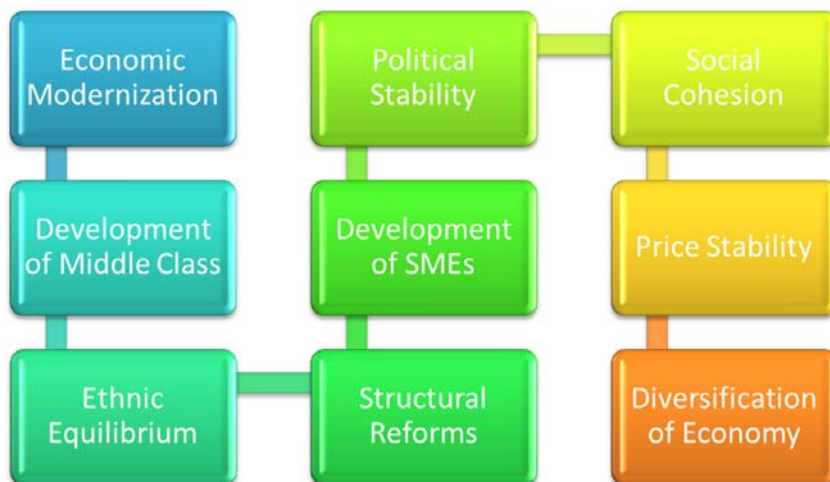 Economic
Modernization
Development
of Middle Class
Ethnic
Equilibrium
Structural
Reforms
Development
of SMEs
Political
Stability
Social
Cohesion
Price Stability
Diversification
of Economy